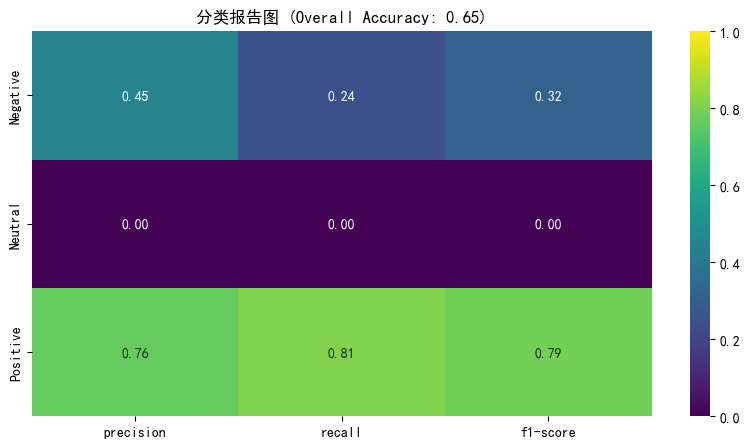 分类报告图 (Overall Accuracy: 0.65)
Negative 0.45 0.24 0.32
Neutral 0.00 0.00 0.00
Positive 0.76 0.81 0.79
precision recall f1-score
1.0
0.8
0.6
0.4
0.2
0.0